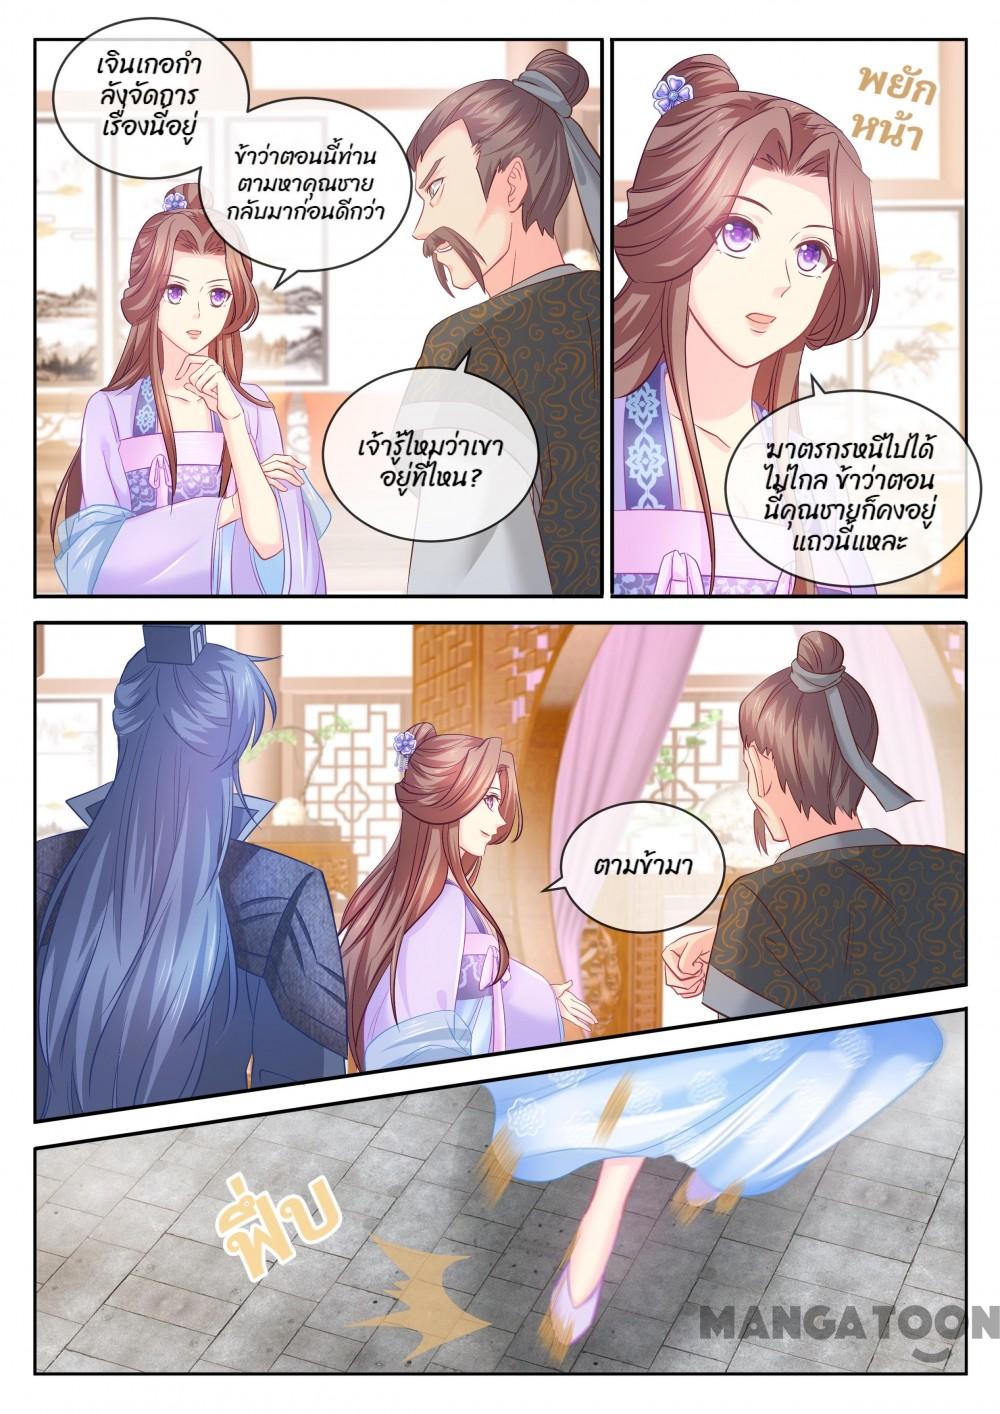 เจินเกอกำ
ลังจัดการ
เรื่องนี้อยู่
ข้าว่าตอนนี้ท่าน
ตามหาคุณชาย
กลับมาก่อนดีกว่า
เจ้ารู้ไหมว่าเขา
อยู่ที่ไหน?
พยัก
หน้า
ฆาตรกรหนีไปได้
ไม่ไกล ข้าว่าตอน
นี้คุณชายก็คงอยู่
แถวนี้แหละ
ตามข้ามา
ฟึ่บ
MANGATOON